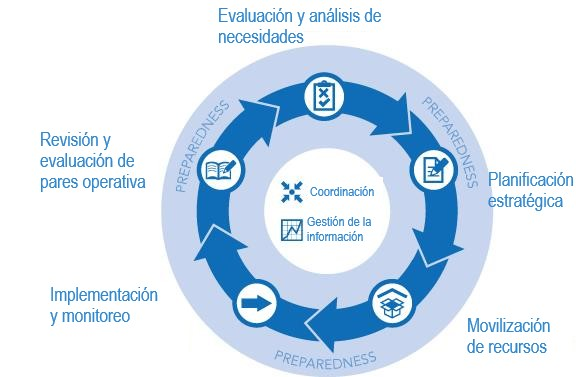 Evaluación y análisis de
necesidades
PREPAREDNESS
PREPAREDNESS
Revisión y
evaluación de
pares operativa
Planificación
estratégica
Coordinación
Gestión de la
información
Implementación
y monitoreo
Movilización
de recursos
PREPAREDNESS